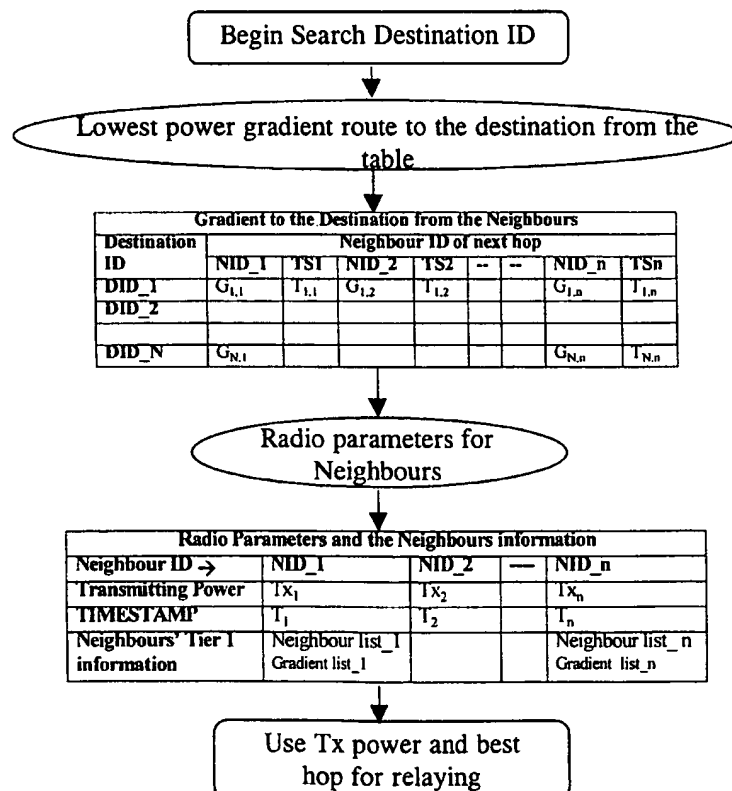 Begin Search Destination ID
Lowest power gradient route to the destination from the
table
Gradient to the Destination from the Neighbours
Destination ID Neighbour ID of next hop
NID_1 TS1 NID_2 TS2 -- -- NID_n TSn
DID_1 G1,1 T1,1 G1,2 T1,2 G1,n T1,n
DID_2
DID_N GN,1 GN,n TN,n
Radio parameters for
Neighbours
Radio Parameters and the Neighbours information
Neighbour ID → NID_1 NID_2 --- NID_n
Transmitting Power Tx1 Tx2 Txn
TIMESTAMP T1 T2 Tn
Neighbours' Tier 1 Neighbour list_1 Neighbour list_n
information Gradient list_1 Gradient list_n
Use Tx power and best
hop for relaying